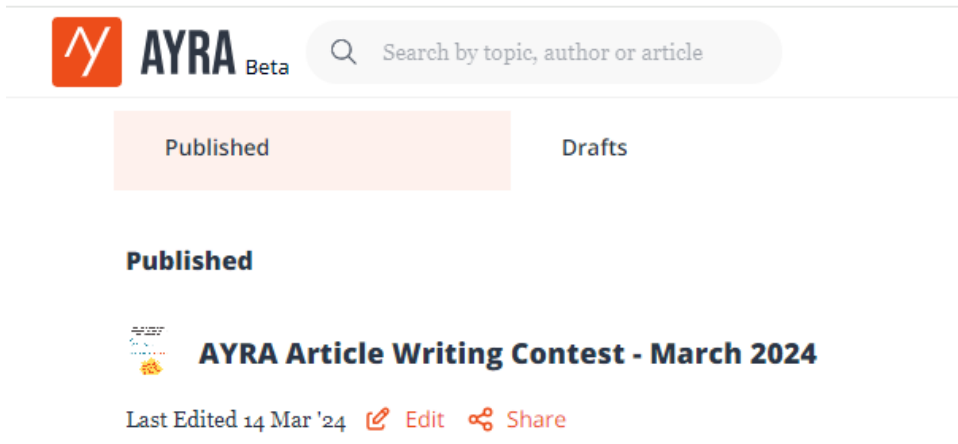 AYRA Beta Search by topic, author or article
Published Drafts
Published
AYRA Article Writing Contest - March 2024
Last Edited 14 Mar '24 Edit Share